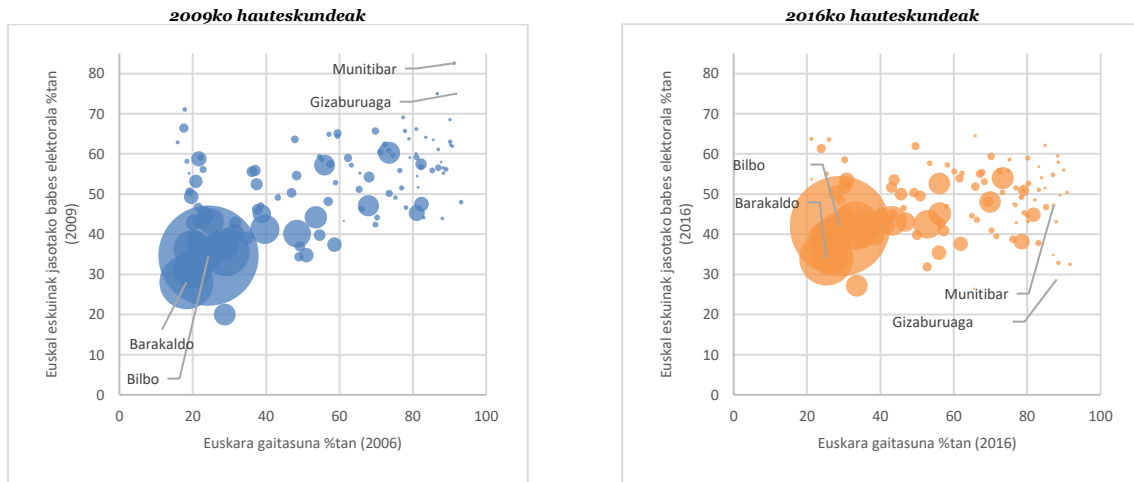 2009ko hauteskundeak
Euskal eskuinak jasotako babes elektorala %tan
(2009)
80
70
60
50
40
30
20
10
0
0 20 40 60 80 100
Munitibar
Gizaburuaga
Barakaldo
Bilbo
Euskara gaitasuna %tan (2006)
2016ko hauteskundeak
Euskal eskuinak jasotako babes elektorala %tan
(2016)
80
70
60
50
40
30
20
10
0
0 20 40 60 80 100
Bilbo
Barakaldo
Munitibar
Gizaburuaga
Euskara gaitasuna %tan (2016)